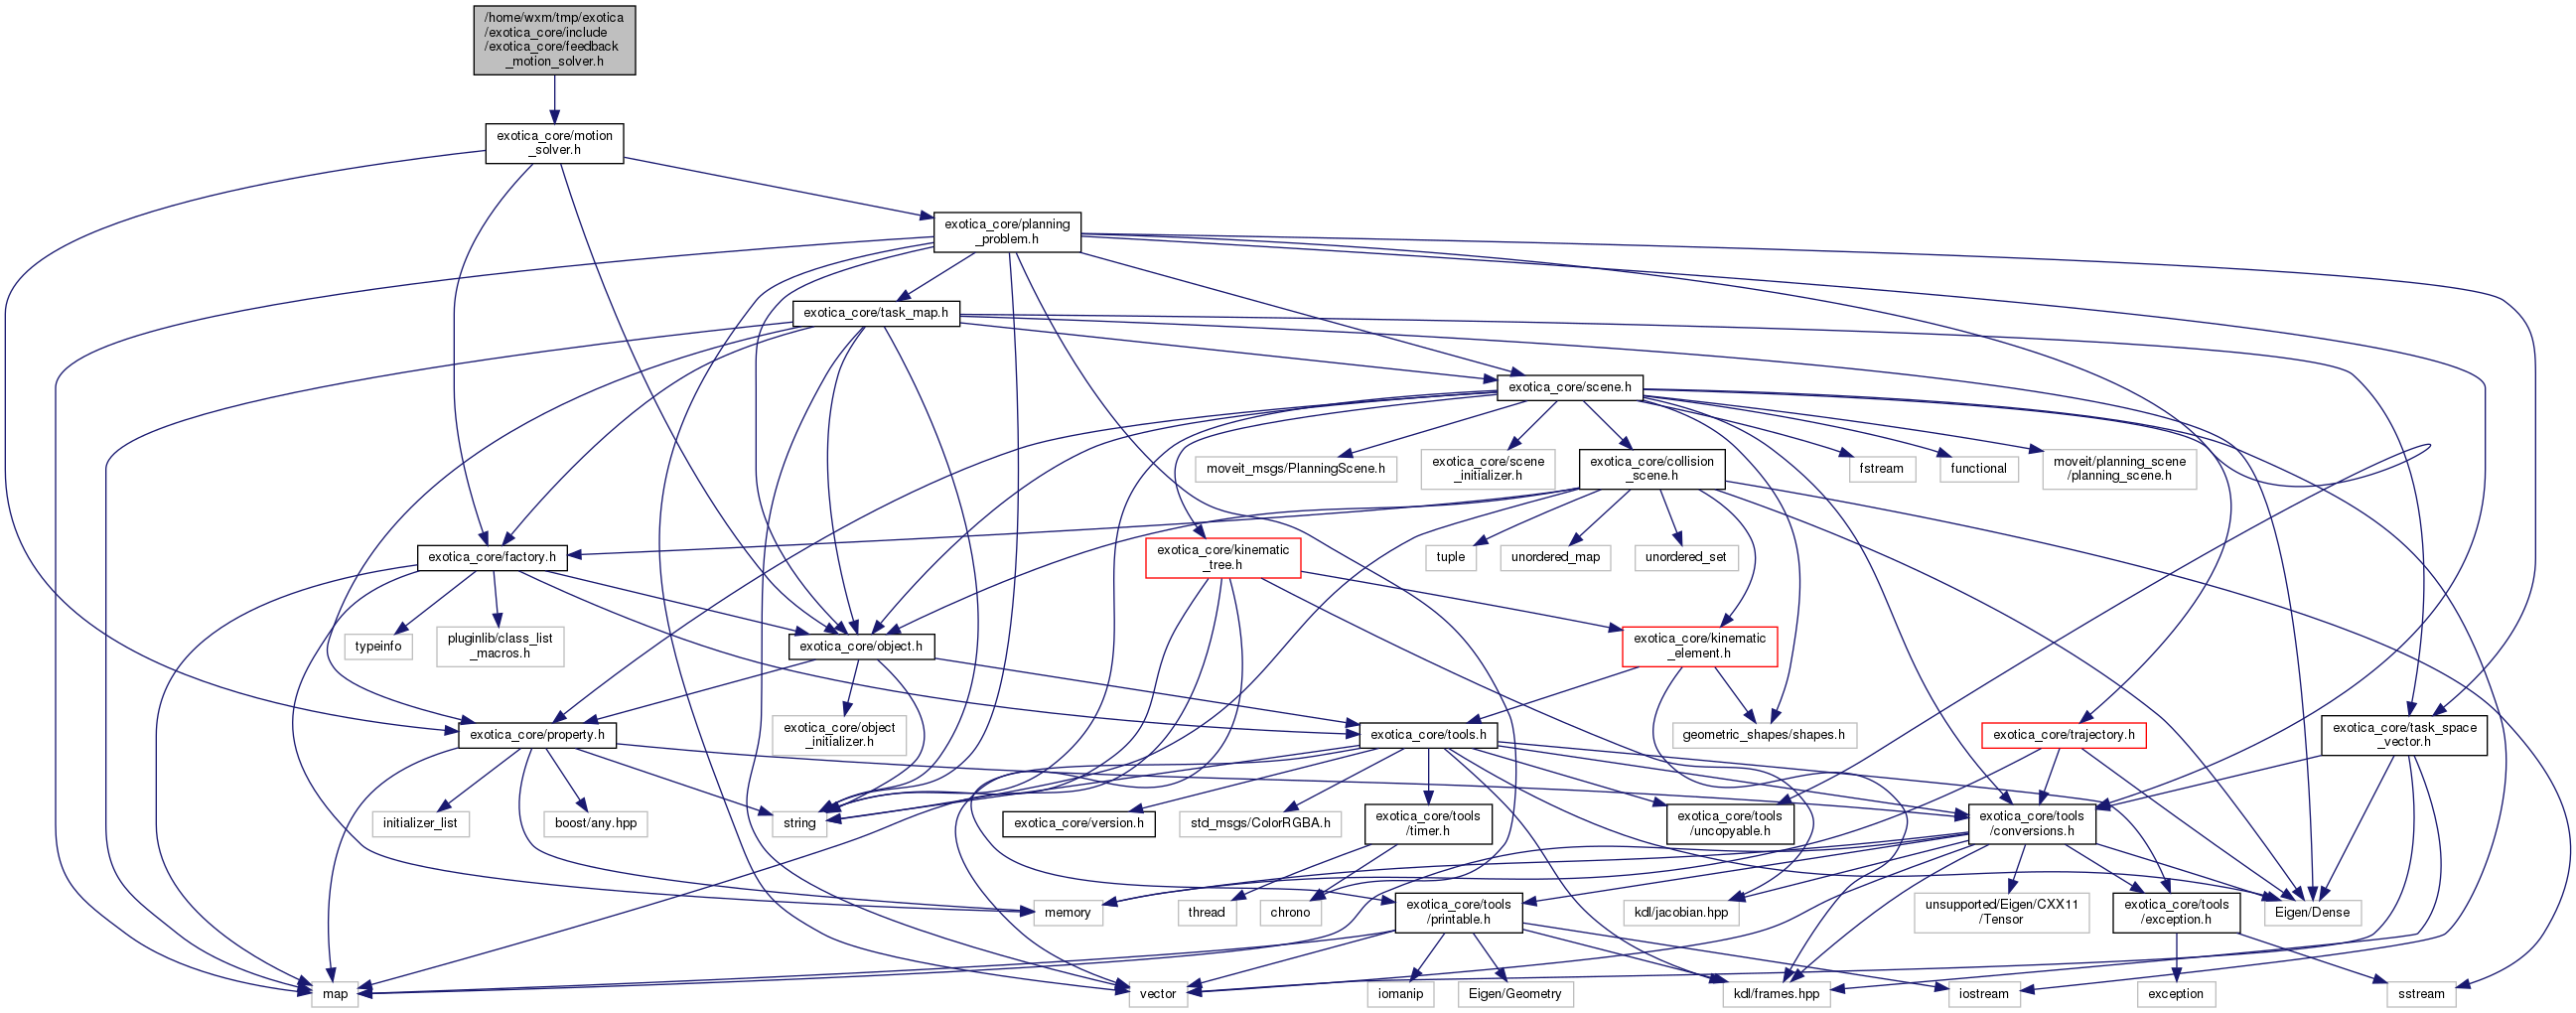 /home/wxm/tmp/exotica
/exotica_core/include
/exotica_core/feedback
_motion_solver.h
exotica_core/motion
_solver.h
exotica_core/planning
_problem.h
exotica_core/task_map.h
exotica_core/scene.h
moveit_msgs/PlanningScene.h
exotica_core/scene
_initializer.h
exotica_core/collision
_scene.h
fstream
functional
moveit/planning_scene
/planning_scene.h
exotica_core/factory.h
exotica_core/kinematic
_tree.h
tuple
unordered_map
unordered_set
typeinfo
pluginlib/class_list
_macros.h
exotica_core/object.h
exotica_core/kinematic
_element.h
exotica_core/property.h
exotica_core/object
_initializer.h
exotica_core/tools.h
geometric_shapes/shapes.h
exotica_core/trajectory.h
exotica_core/task_space
_vector.h
initializer_list
boost/any.hpp
string
exotica_core/version.h
std_msgs/ColorRGBA.h
exotica_core/tools
/timer.h
exotica_core/tools
/uncopyable.h
exotica_core/tools
/conversions.h
memory
thread
chrono
exotica_core/tools
/printable.h
kdl/jacobian.hpp
unsupported/Eigen/CXX11
/Tensor
exotica_core/tools
/exception.h
Eigen/Dense
map
vector
iomanip
Eigen/Geometry
kdl/frames.hpp
iostream
exception
sstream